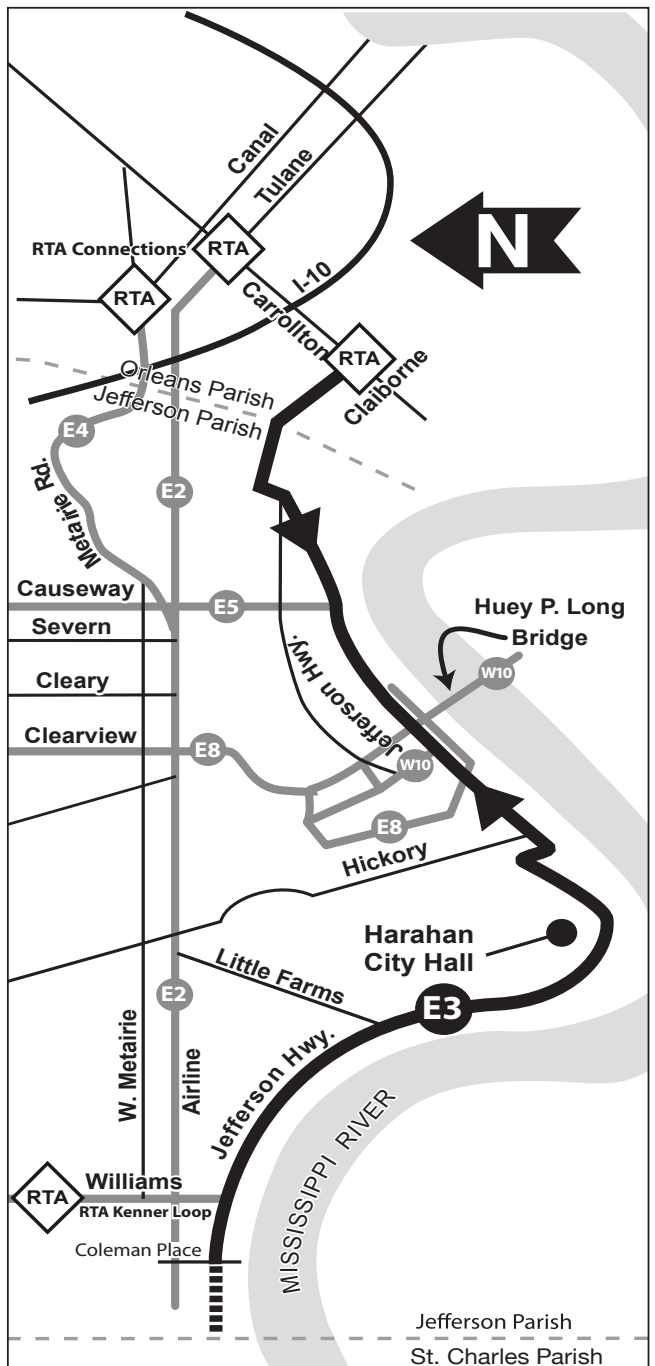 Canal
Tulane
N
RTA Connections
RTA
RTA
I-10
Carrollton
RTA
Claiborne
Orleans Parish
Jefferson Parish
E4
Metairie Rd.
E2
Causeway
E5
Severn
Huey P. Long
Bridge
Cleary
W10
Jefferson Hwy.
Clearview
E8
W10
E8
Hickory
Harahan
City Hall
Little Farms
E2
E3
W. Metairie
Airline
Jefferson Hwy.
MISSISSIPPI RIVER
RTA
Williams
RTA Kenner Loop
Coleman Place
Jefferson Parish
St. Charles Parish